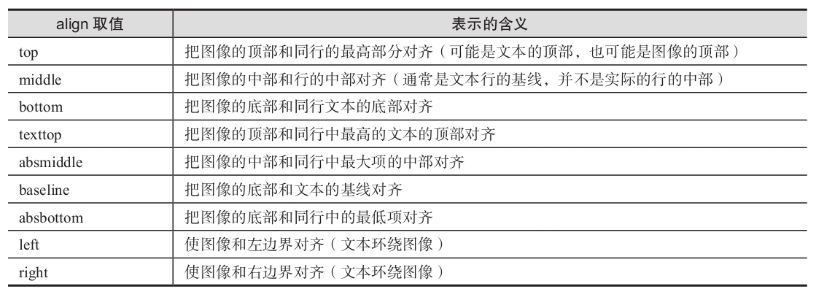 align 取值 表示的含义
top 把图像的顶部和同行的最高部分对齐（可能是文本的顶部，也可能是图像的顶部）
middle 把图像的中部和行的中部对齐（通常是文本行的基线，并不是实际的行的中部）
bottom 把图像的底部和同行文本的底部对齐
texttop 把图像的顶部和同行中最高的文本的顶部对齐
absmiddle 把图像的中部和同行中最大项的中部对齐
baseline 把图像的底部和文本的基线对齐
absbottom 把图像的底部和同行中的最低项对齐
left 使图像和左边界对齐（文本环绕图像）
right 使图像和右边界对齐（文本环绕图像）